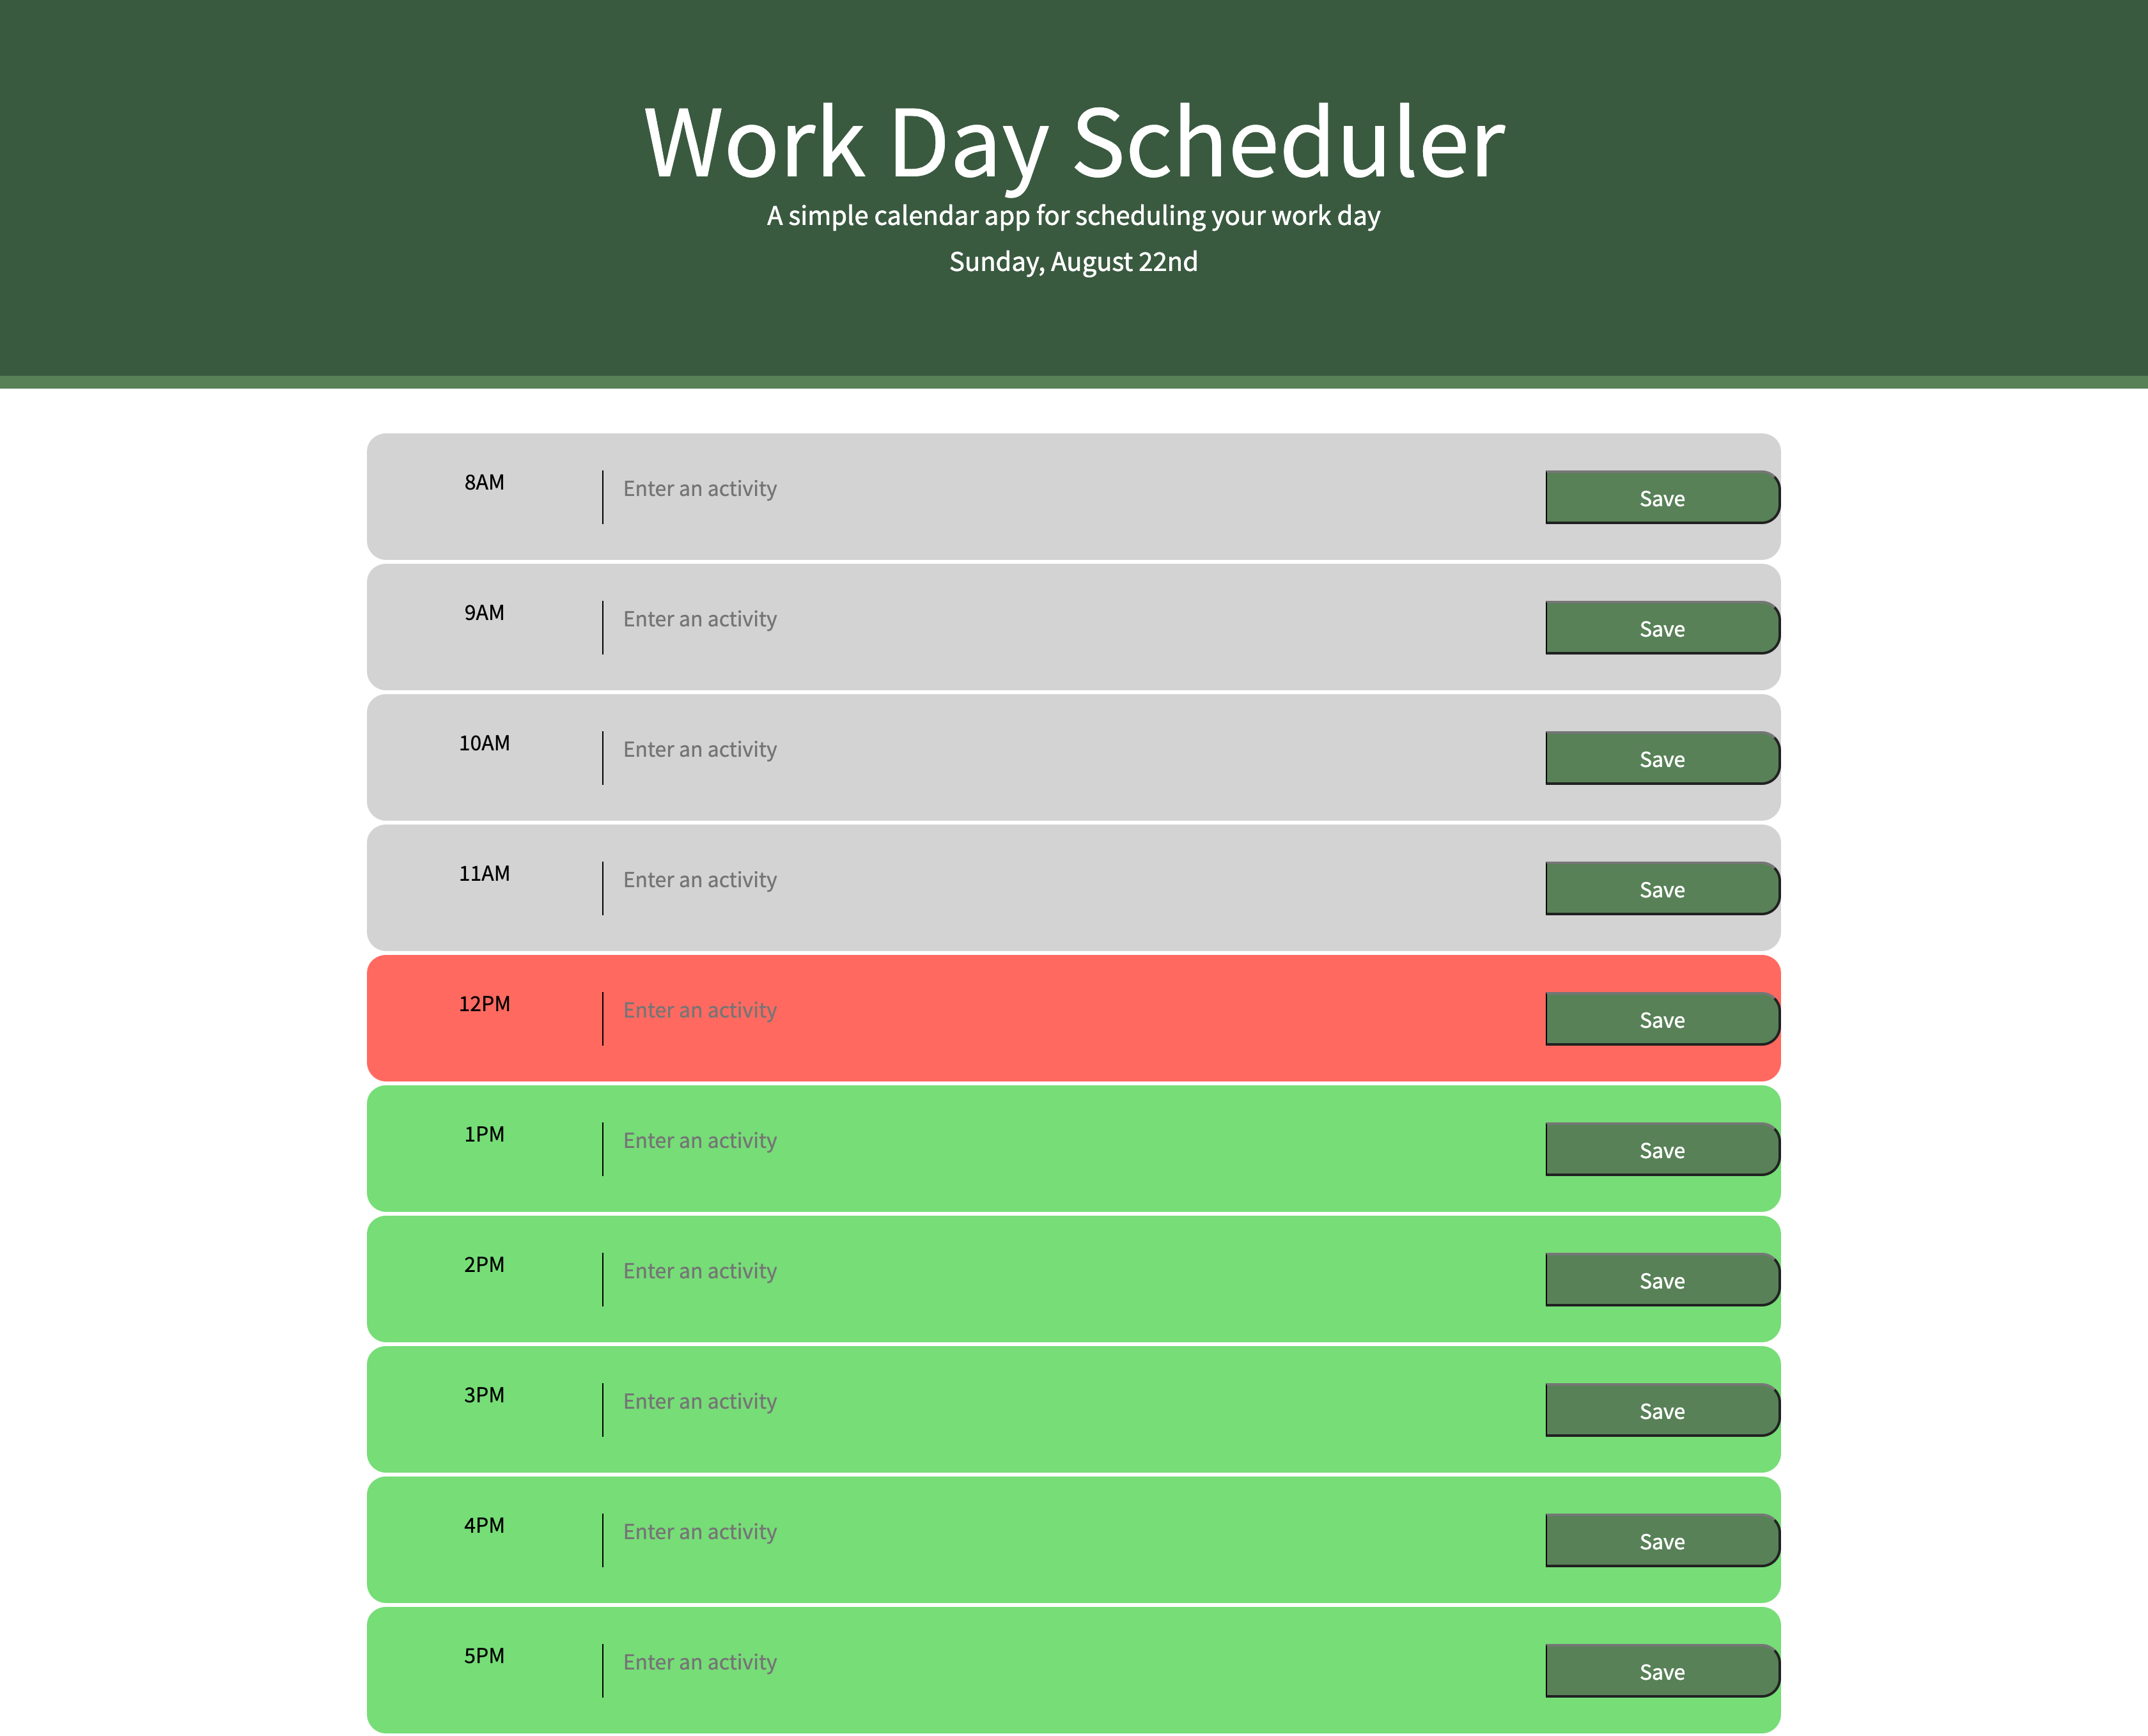 Work Day Scheduler
A simple calendar app for scheduling your work day
Sunday, August 22nd
8AM Enter an activity Save
9AM Enter an activity Save
10AM Enter an activity Save
11AM Enter an activity Save
12PM Enter an activity Save
1PM Enter an activity Save
2PM Enter an activity Save
3PM Enter an activity Save
4PM Enter an activity Save
5PM Enter an activity Save